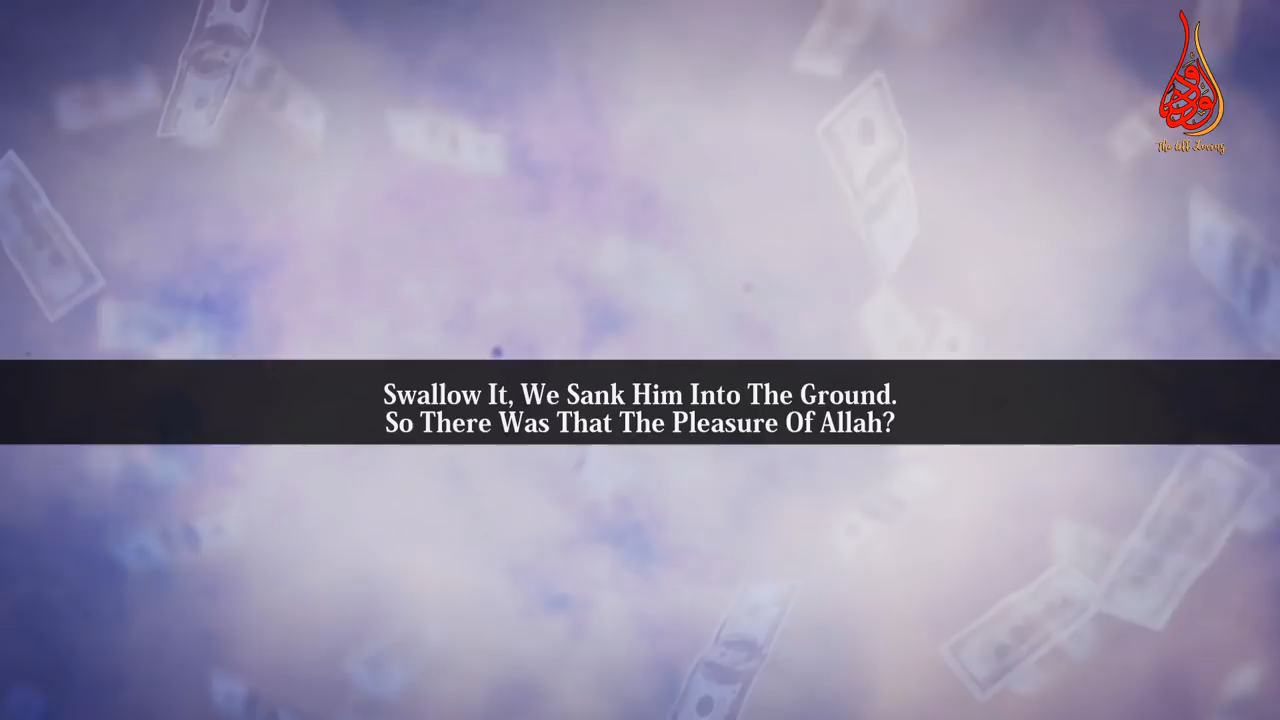 Swallow It, We Sank Him Into The Ground.
So There Was That The Pleasure Of Allah?